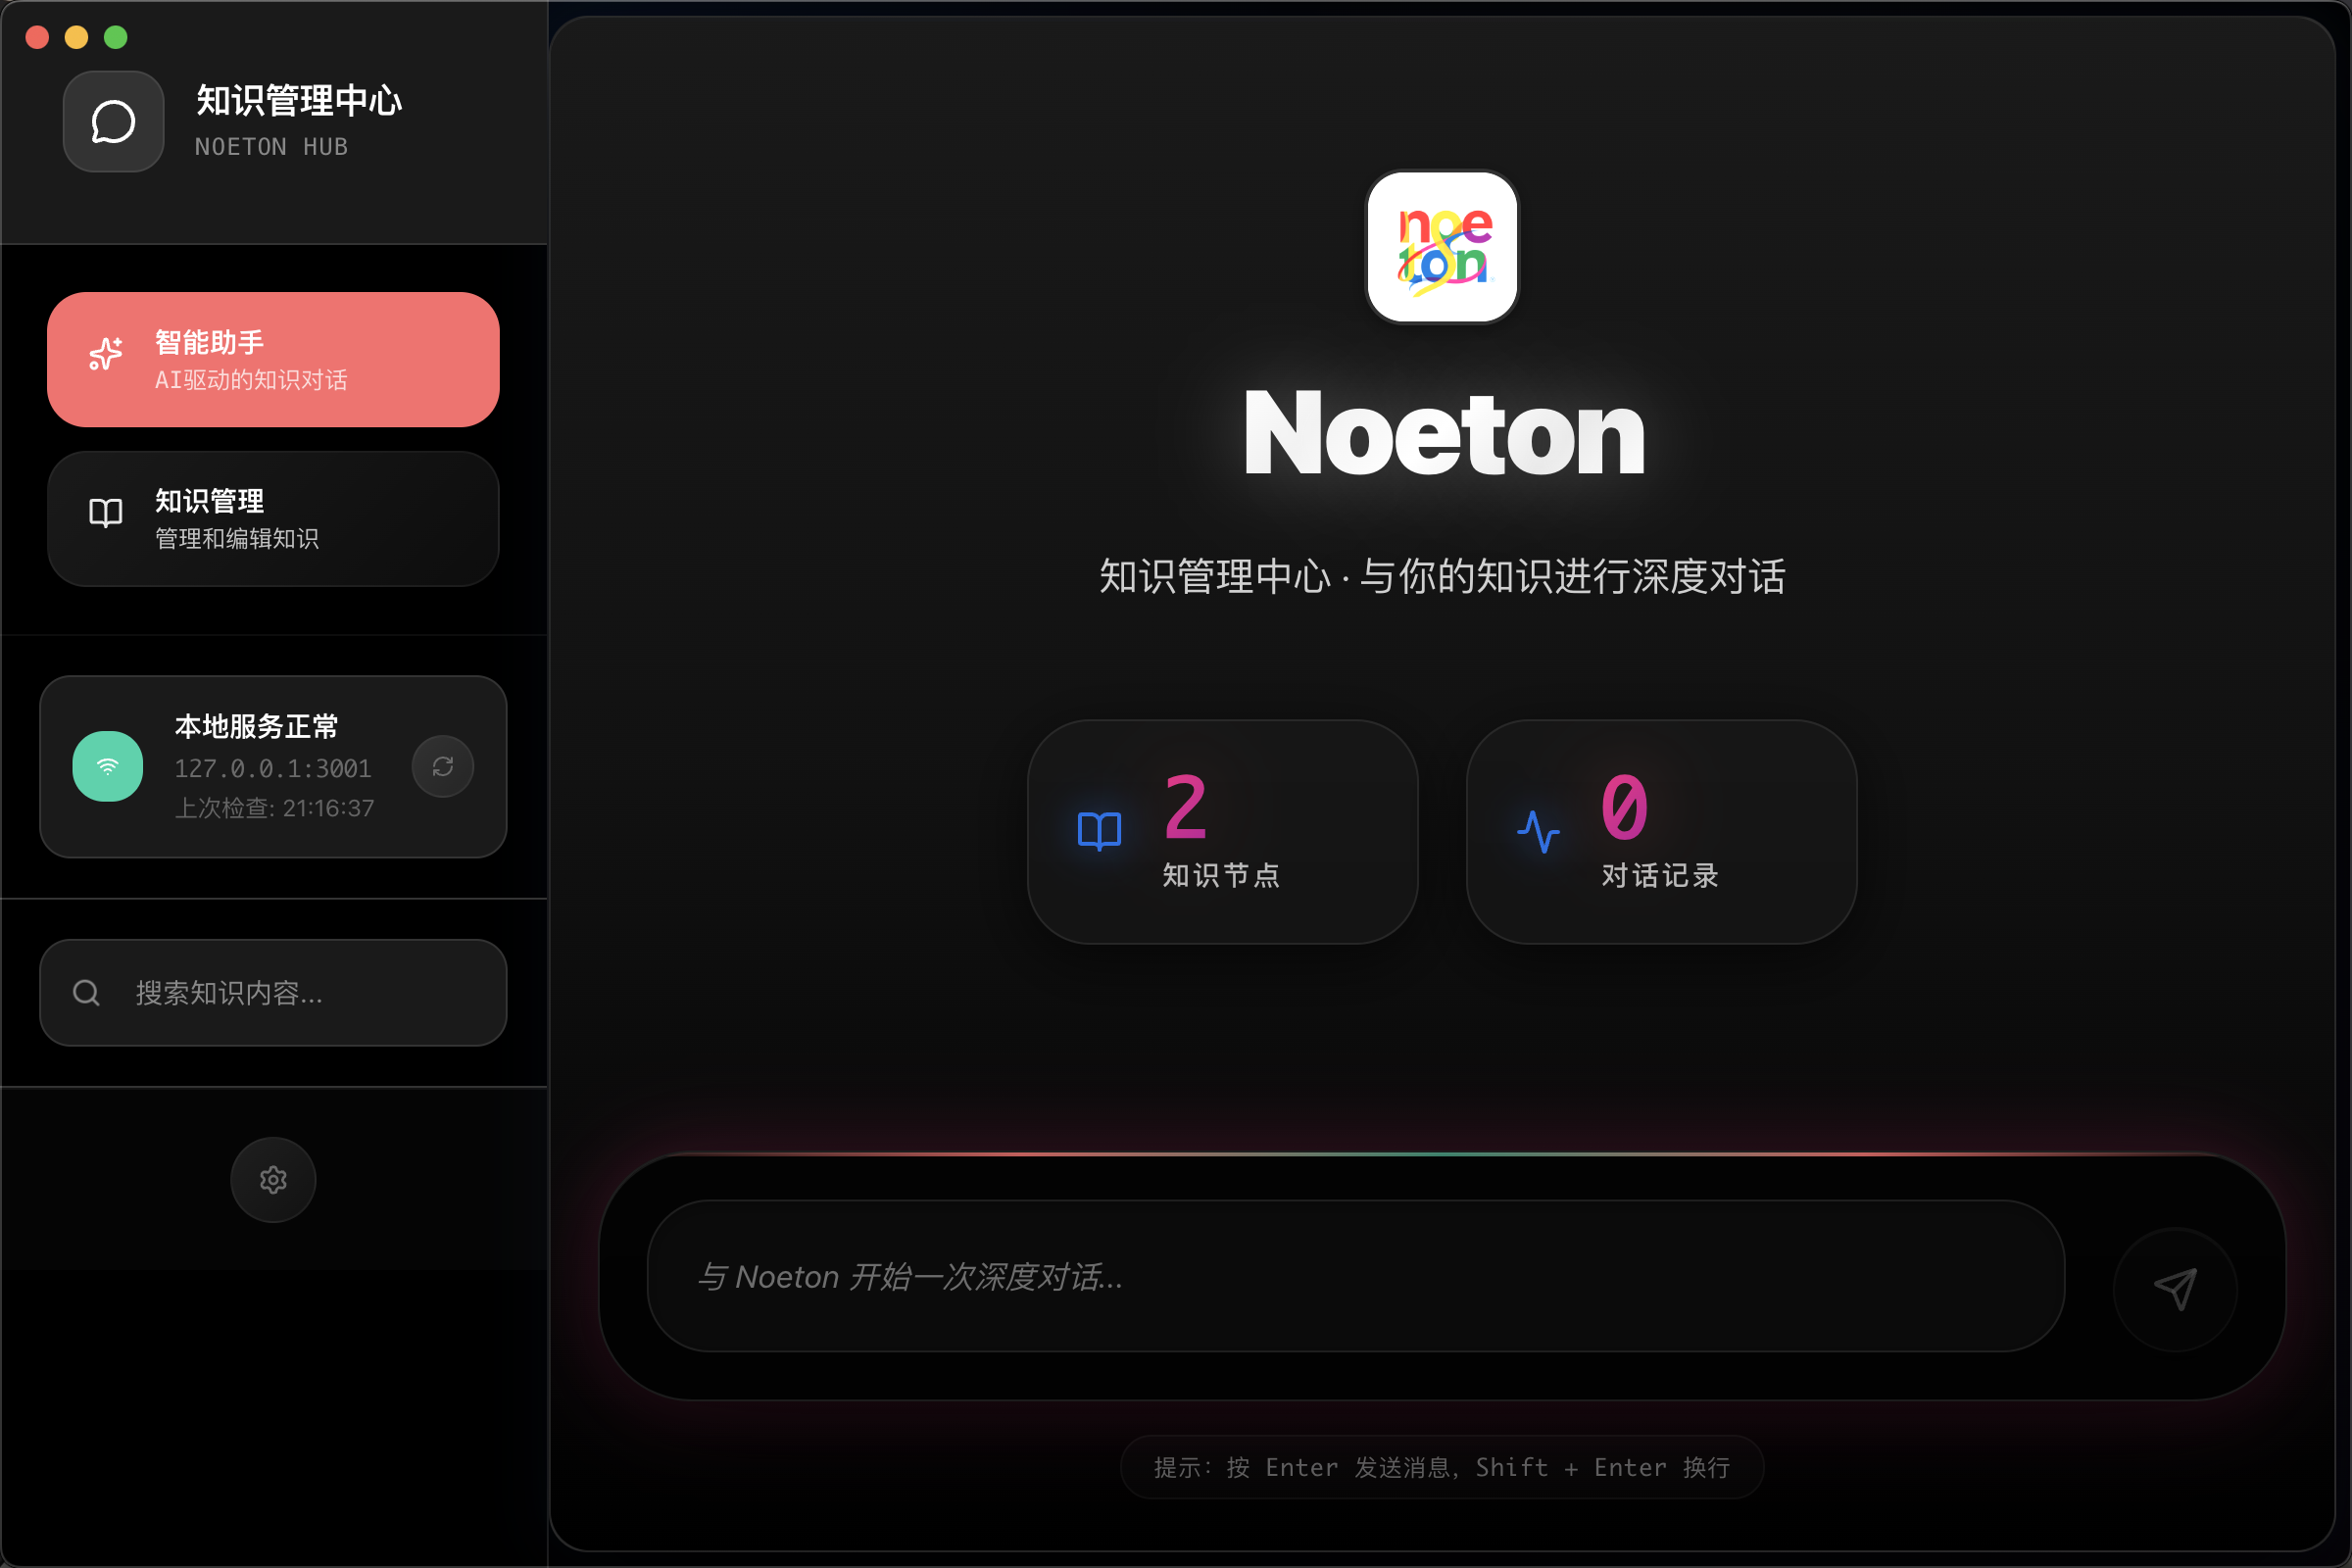 知识管理中心
NOETON HUB
智能助手
AI驱动的知识对话
知识管理
管理和编辑知识
本地服务正常
127.0.0.1:3001
上次检查: 21:16:37
搜索知识内容...
noe
ton
Noeton
知识管理中心 · 与你的知识进行深度对话
2
知识节点
0
对话记录
与 Noeton 开始一次深度对话...
提示: 按 Enter 发送消息, Shift + Enter 换行